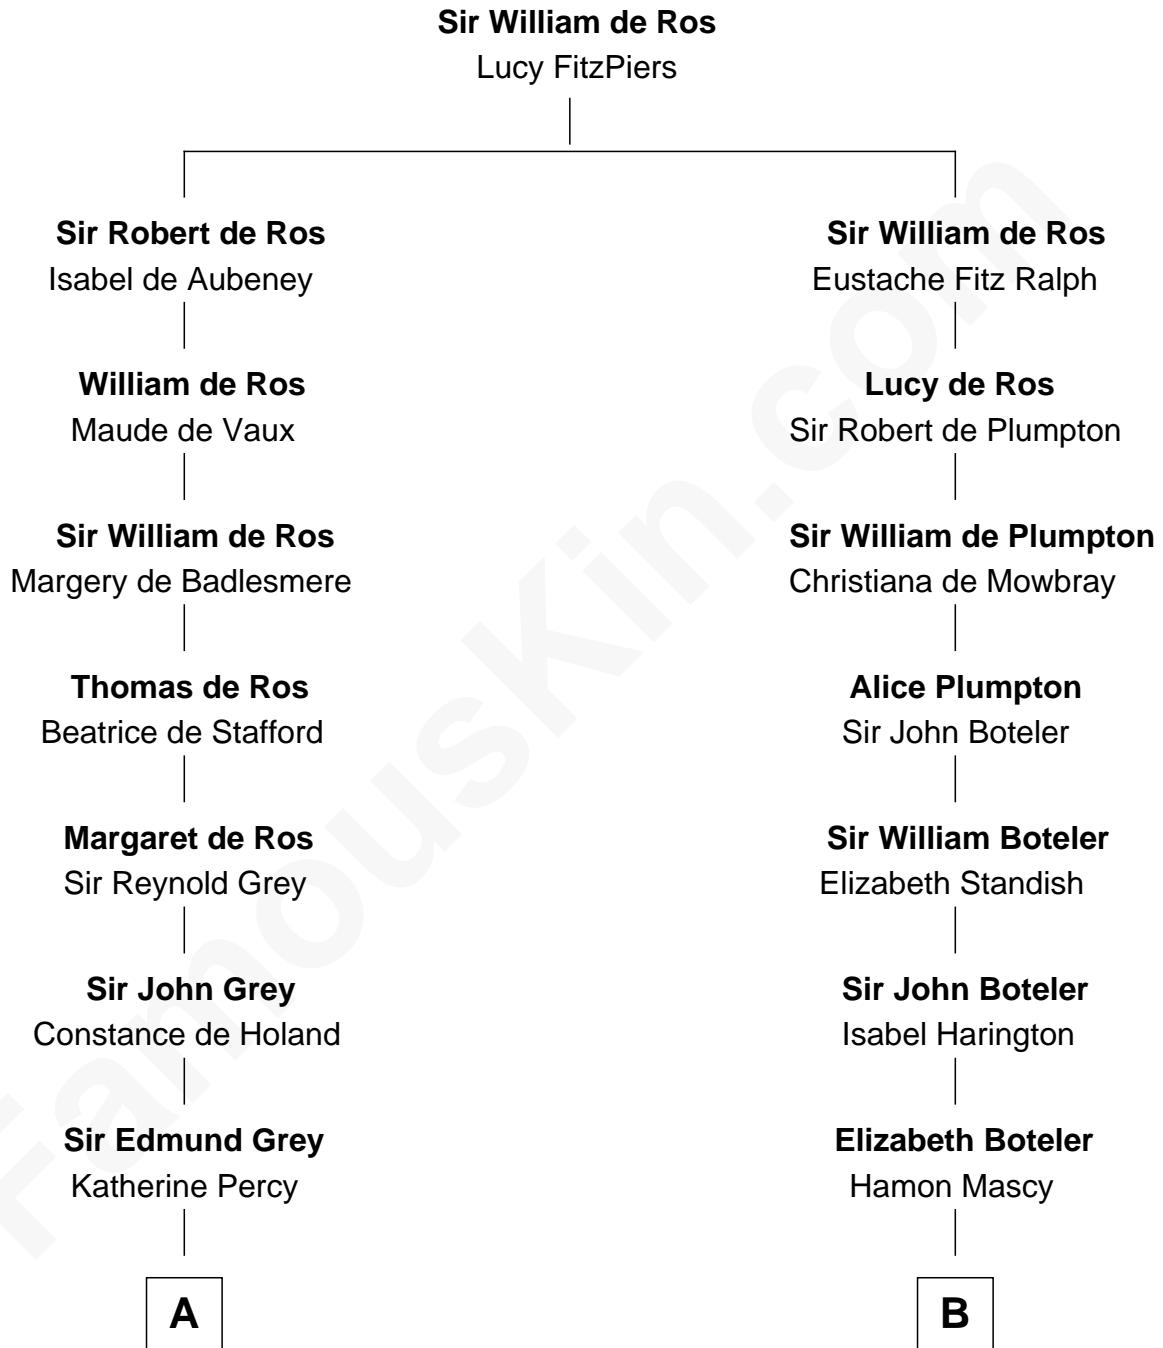 Sir William de Ros
Lucy FitzPiers
Sir Robert de Ros
Isabel de Aubeney
Sir William de Ros
Eustache Fitz Ralph
William de Ros
Maude de Vaux
Lucy de Ros
Sir Robert de Plumpton
Sir William de Ros
Margery de Badlesmere
Sir William de Plumpton
Christiana de Mowbray
Thomas de Ros
Beatrice de Stafford
Alice Plumpton
Sir John Boteler
Margaret de Ros
Sir Reynold Grey
Sir William Boteler
Elizabeth Standish
Sir John Grey
Constance de Holand
Sir John Boteler
Isabel Harington
Sir Edmund Grey
Katherine Percy
Elizabeth Boteler
Hamon Mascy
A
B
FamousKin.com